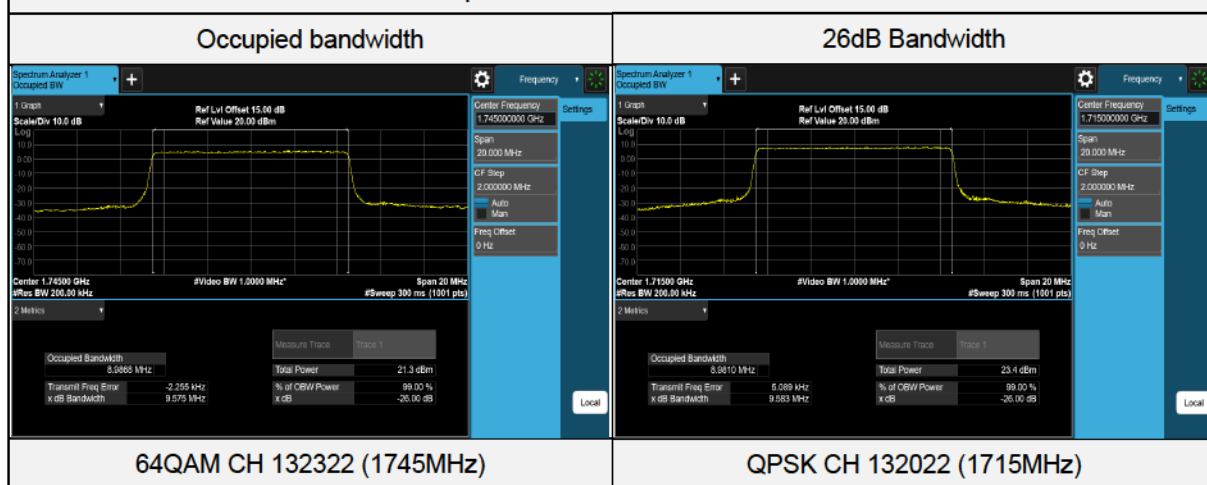 Occupied bandwidth
26dB Bandwidth
Spectrum Analyzer 1
Occupied BW
+
Frequency
1 Graph
Scale/Div 10.0 dB
Ref Lvl Offset 15.00 dB
Ref Value 20.00 dBm
Log
10.0
0.00
-10.0
-20.0
-30.0
-40.0
-50.0
-60.0
-70.0
Center 1.74500 GHz
#Res BW 200.00 kHz
#Video BW 1.0000 MHz*
Span 20 MHz
#Sweep 300 ms (1001 pts)
Center Frequency
1.745000000 GHz
Settings
Span
20.000 MHz
CF Step
2.000000 MHz
Auto
Man
Freq Offset
0 Hz
2 Metrics
Measure Trace Trace 1
Occupied Bandwidth
8.9868 MHz
Total Power 21.3 dBm
Transmit Freq Error -2.255 kHz
% of OBW Power 99.00 %
x dB Bandwidth 9.575 MHz
x dB -26.00 dB
Local
Spectrum Analyzer 1
Occupied BW
+
Frequency
1 Graph
Scale/Div 10.0 dB
Ref Lvl Offset 15.00 dB
Ref Value 20.00 dBm
Log
10.0
0.00
-10.0
-20.0
-30.0
-40.0
-50.0
-60.0
-70.0
Center 1.71500 GHz
#Res BW 200.00 kHz
#Video BW 1.0000 MHz*
Span 20 MHz
#Sweep 300 ms (1001 pts)
Center Frequency
1.715000000 GHz
Settings
Span
20.000 MHz
CF Step
2.000000 MHz
Auto
Man
Freq Offset
0 Hz
2 Metrics
Measure Trace Trace 1
Occupied Bandwidth
8.9810 MHz
Total Power 23.4 dBm
Transmit Freq Error 5.089 kHz
% of OBW Power 99.00 %
x dB Bandwidth 9.583 MHz
x dB -26.00 dB
Local
64QAM CH 132322 (1745MHz)
QPSK CH 132022 (1715MHz)